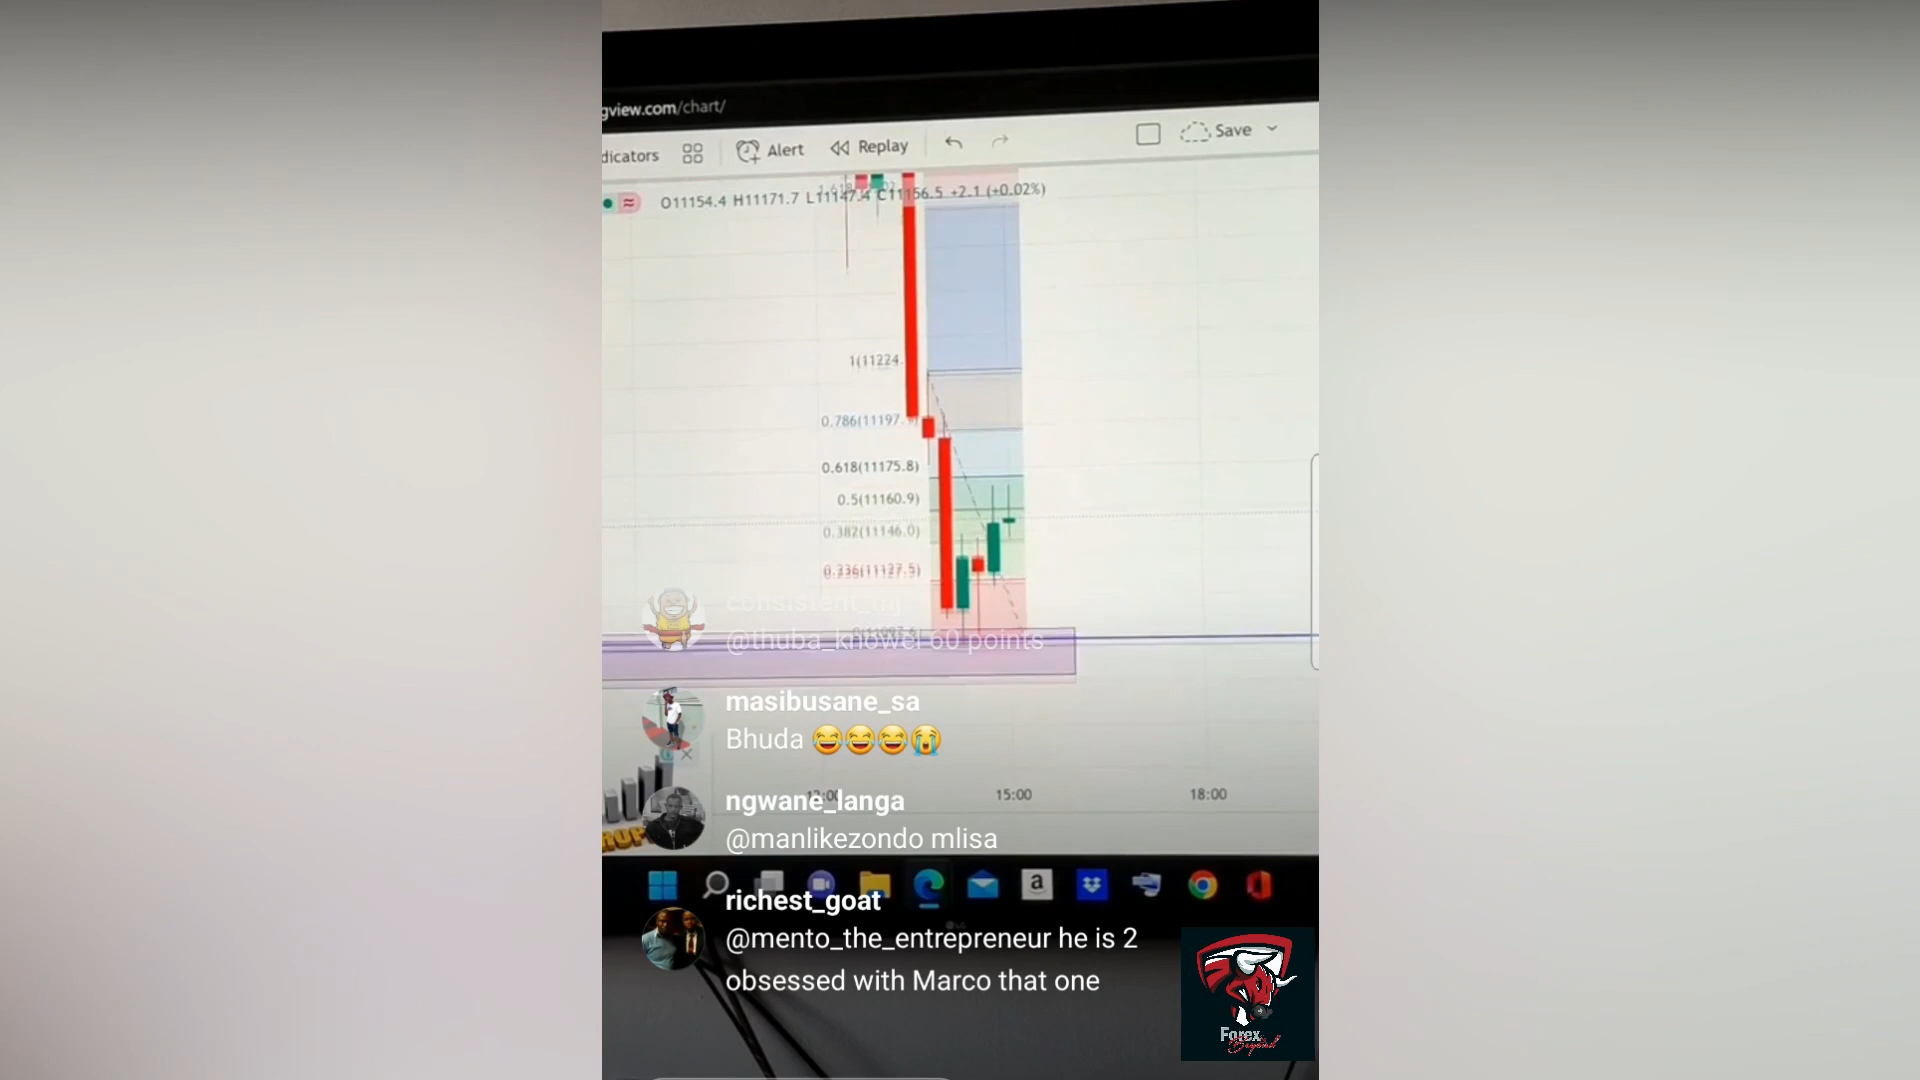 gview.com/chart/
dicators
Alert
Replay
Save
O11154.4 H11171.7 L11147.4 C11156.5 +2.1 (+0.02%)
1(11224.
0.786(11197.
0.618(11175.8)
0.5(11160.9)
0.382(11146.0)
0.236(11127.5)
@thuba_khowel 60 points
masibusane_sa
Bhuda 😂😂😂😭
ngwane_langa
15:00
18:00
@manlikezondo mlisa
richest_goat
@mento_the_entrepreneur he is 2
obsessed with Marco that one
Forex
Beyond